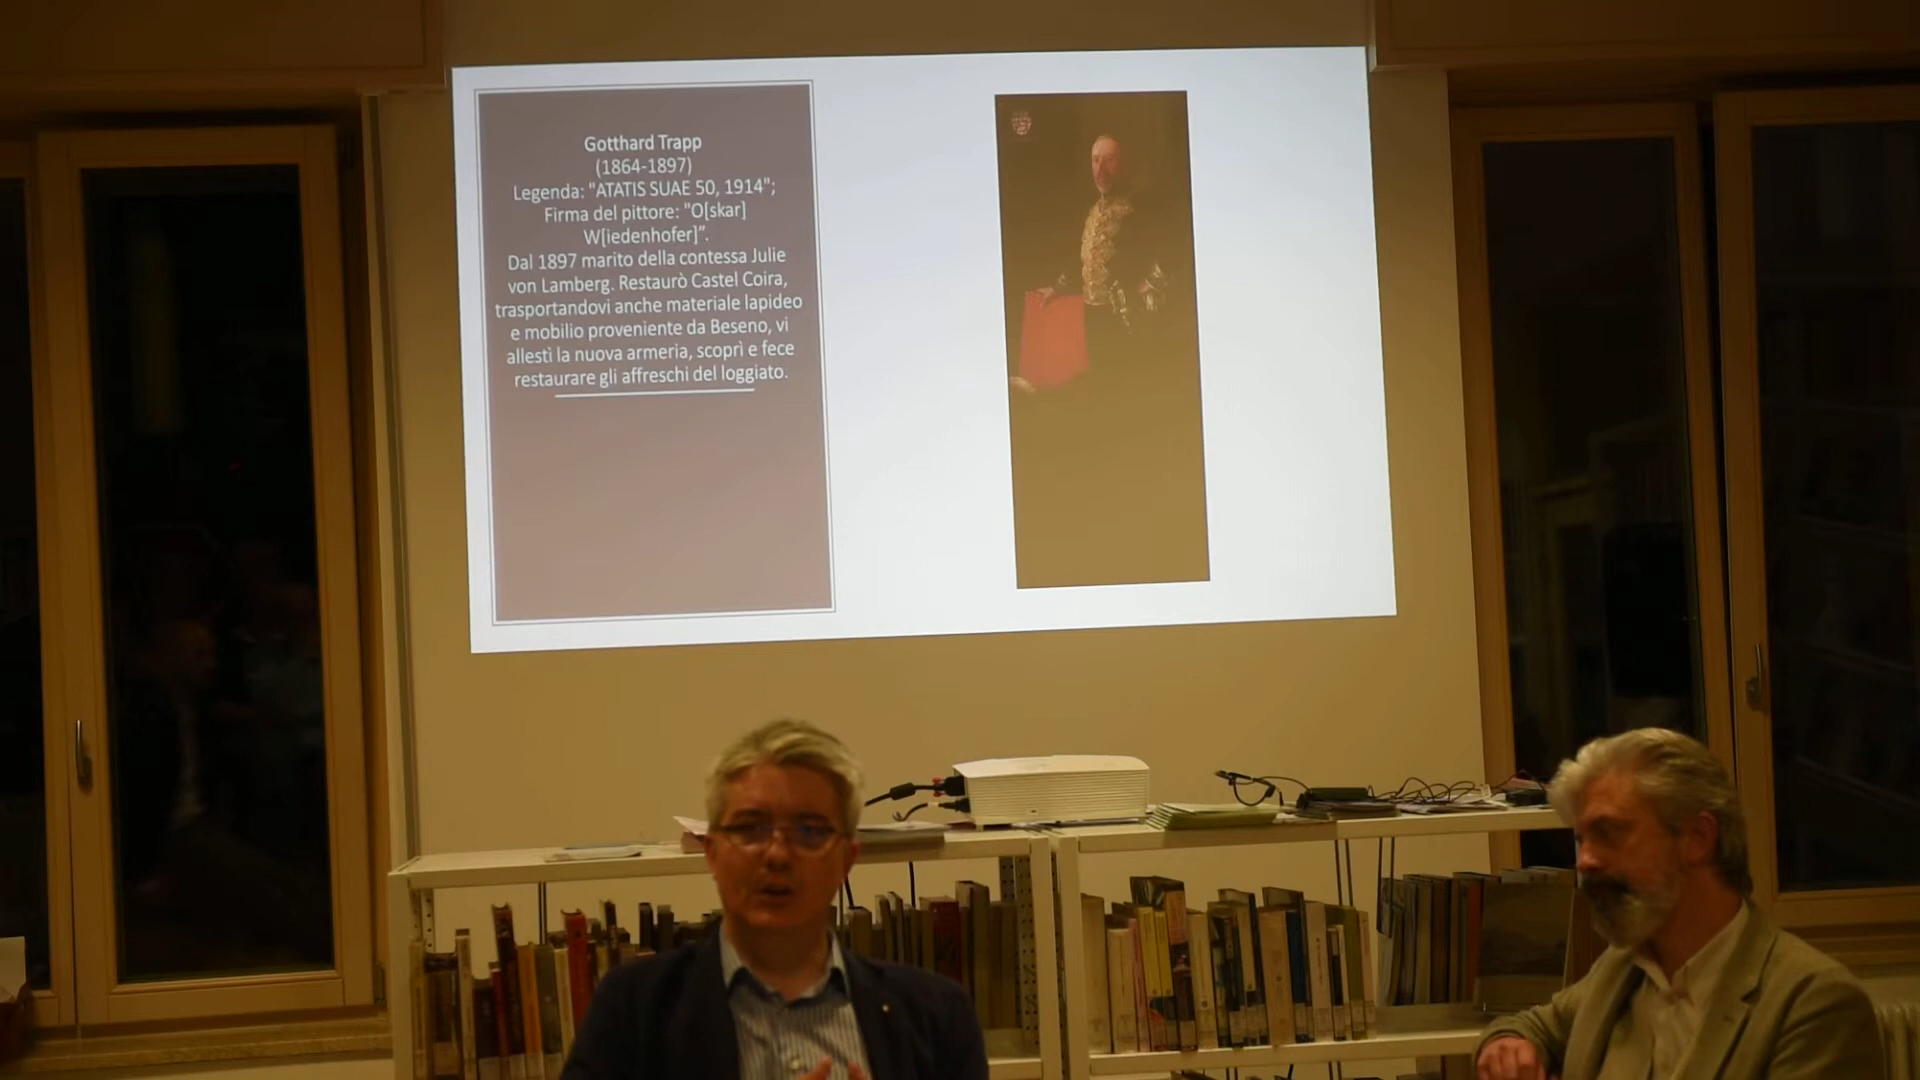 Gotthard Trapp
(1864-1897)
Legenda: "ATATIS SUAE 50, 1914";
Firma del pittore: "O[skar]
W[iedenhofer]”.
Dal 1897 marito della contessa Julie
von Lamberg. Restaurò Castel Coira,
trasportandovi anche materiale lapideo
e mobilio proveniente da Beseno, vi
allestì la nuova armeria, scoprì e fece
restaurare gli affreschi del loggiato.